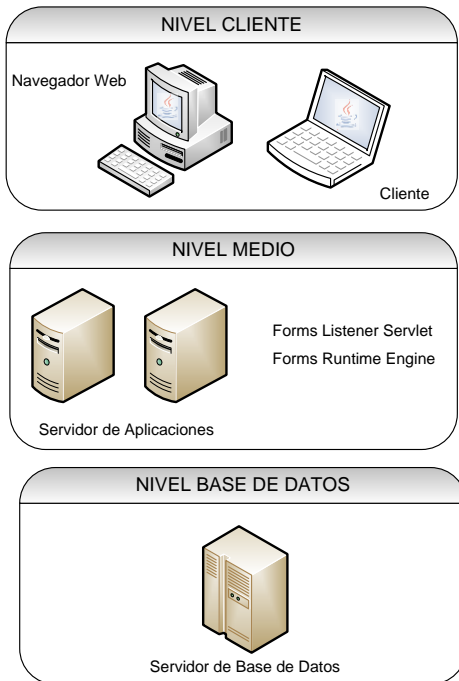 NIVEL CLIENTE
Navegador Web
Cliente
NIVEL MEDIO
Forms Listener Servlet
Forms Runtime Engine
Servidor de Aplicaciones
NIVEL BASE DE DATOS
Servidor de Base de Datos